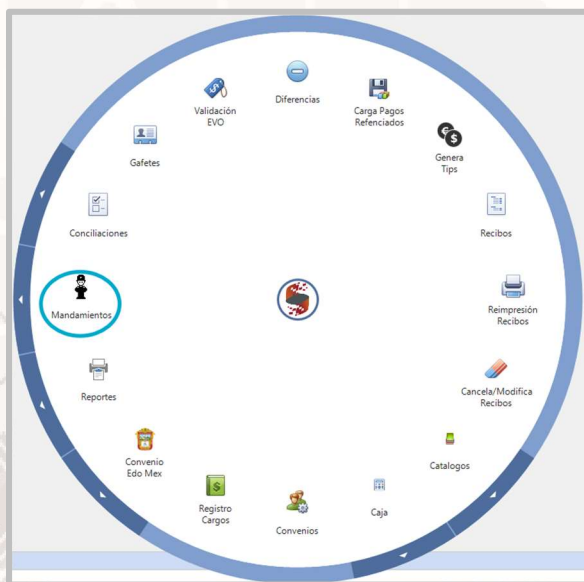 Diferencias
Carga Pagos
Refenciados
Genera
Tips
Recibos
Reimpresión
Recibos
Cancela/Modifica
Recibos
Catalogos
Caja
Convenios
Registro
Cargos
Convenio
Edo Mex
Reportes
Mandamientos
Conciliaciones
Gafetes
Validación
EVO